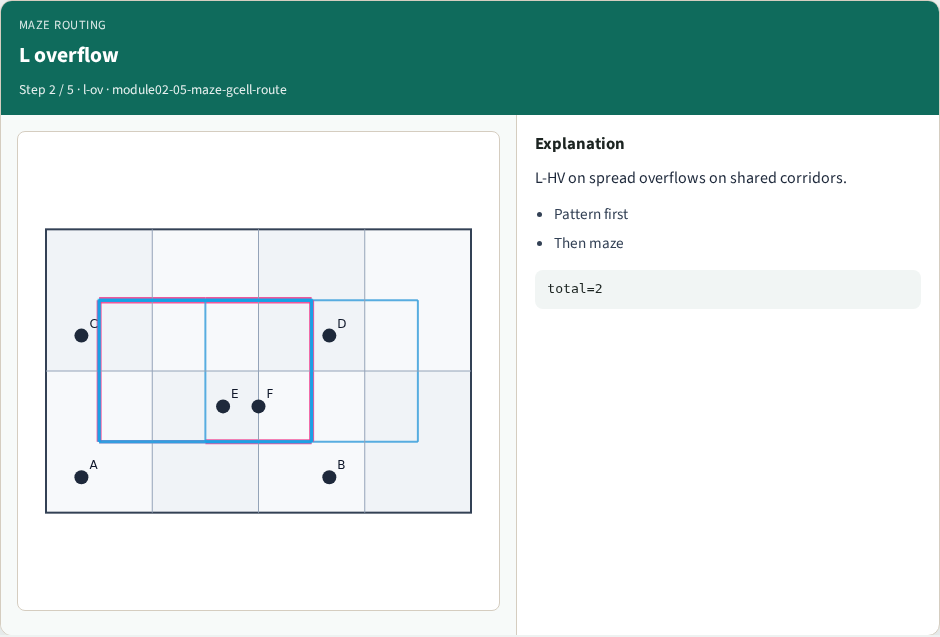 MAZE ROUTING
L overflow
Step 2 / 5 · l-ov · module02-05-maze-gcell-route
C
D
E
F
A
B
Explanation
L-HV on spread overflows on shared corridors.
Pattern first
Then maze
total=2